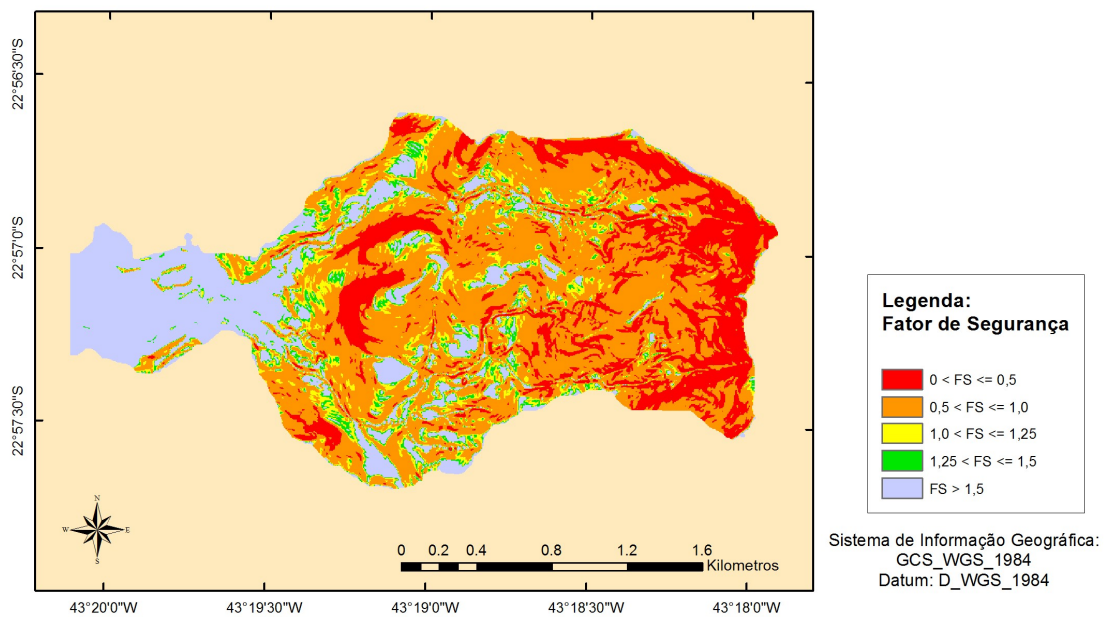 22°56'30"S
22°57'0"S
22°57'30"S
43°20'0"W
43°19'30"W
43°19'0"W
43°18'30"W
43°18'0"W
N
W
E
S
0 0.2 0.4 0.8 1.2 1.6
Kilometros
Legenda:
Fator de Segurança
0 < FS <= 0,5
0,5 < FS <= 1,0
1,0 < FS <= 1,25
1,25 < FS <= 1,5
FS > 1,5
Sistema de Informação Geográfica:
GCS_WGS_1984
Datum: D_WGS_1984